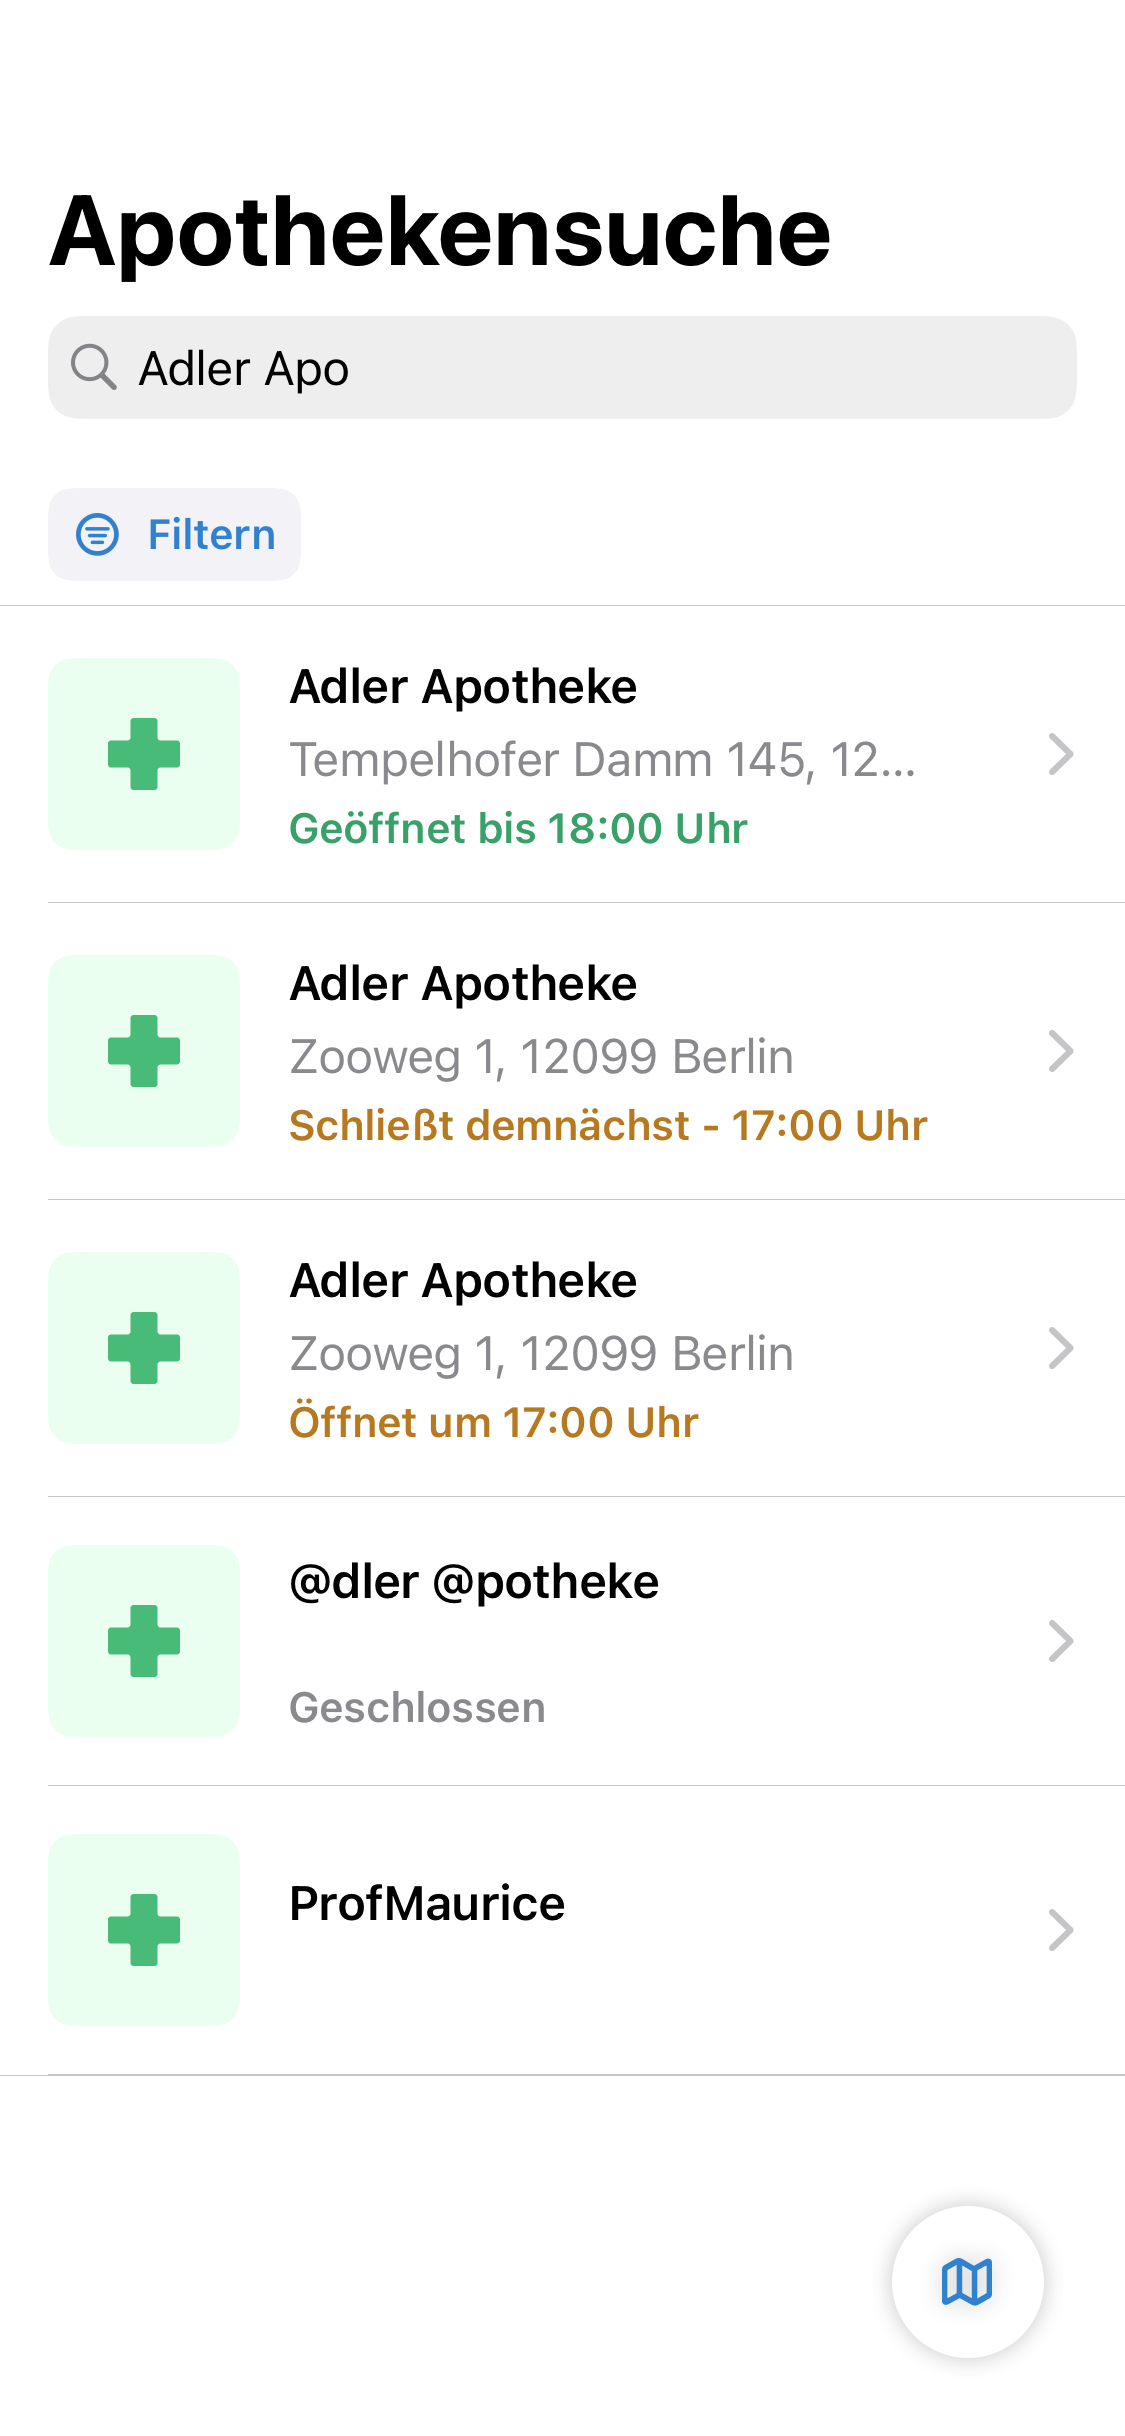 Apothekensuche
Adler Apo
Filtern
Adler Apotheke
Tempelhofer Damm 145, 12...
Geöffnet bis 18:00 Uhr
Adler Apotheke
Zooweg 1, 12099 Berlin
Schließt demnächst - 17:00 Uhr
Adler Apotheke
Zooweg 1, 12099 Berlin
Öffnet um 17:00 Uhr
@dler @potheke
Geschlossen
ProfMaurice